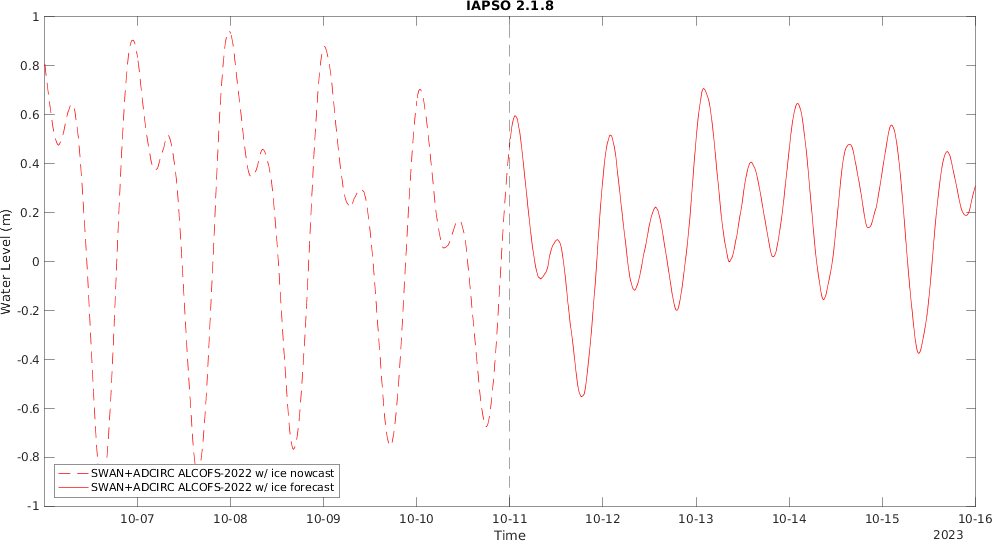 IAPSO 2.1.8
1
0.8
0.6
0.4
0.2
0
-0.2
-0.4
-0.6
-0.8
-1
Water Level (m)
SWAN+ADCIRC ALCOFS-2022 w/ ice nowcast
SWAN+ADCIRC ALCOFS-2022 w/ ice forecast
10-07 10-08 10-09 10-10 10-11 10-12 10-13 10-14 10-15 10-16
Time
2023